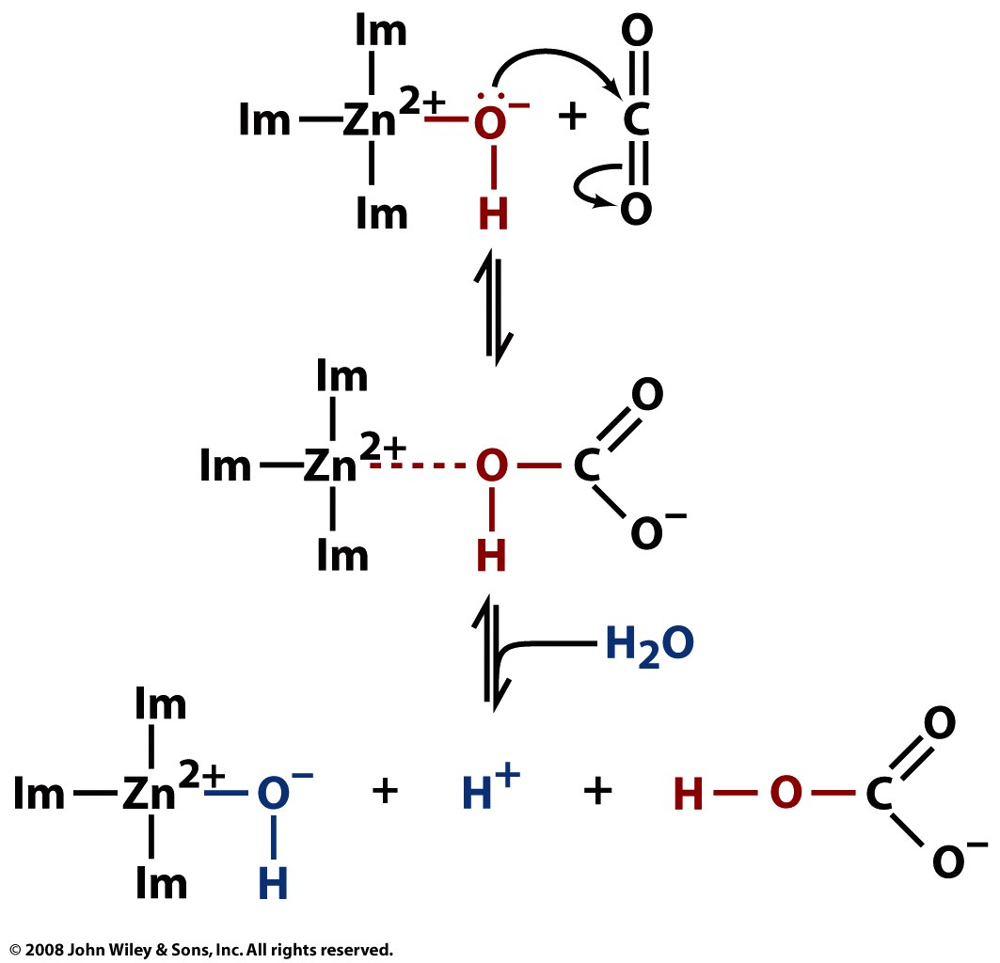 Im
O
Im Zn2+ O− + C
Im H O
Im O
Im Zn2+ O C
Im H O−
H2O
Im O
Im Zn2+ O− + H+ + H O C
Im H O−
© 2008 John Wiley & Sons, Inc. All rights reserved.